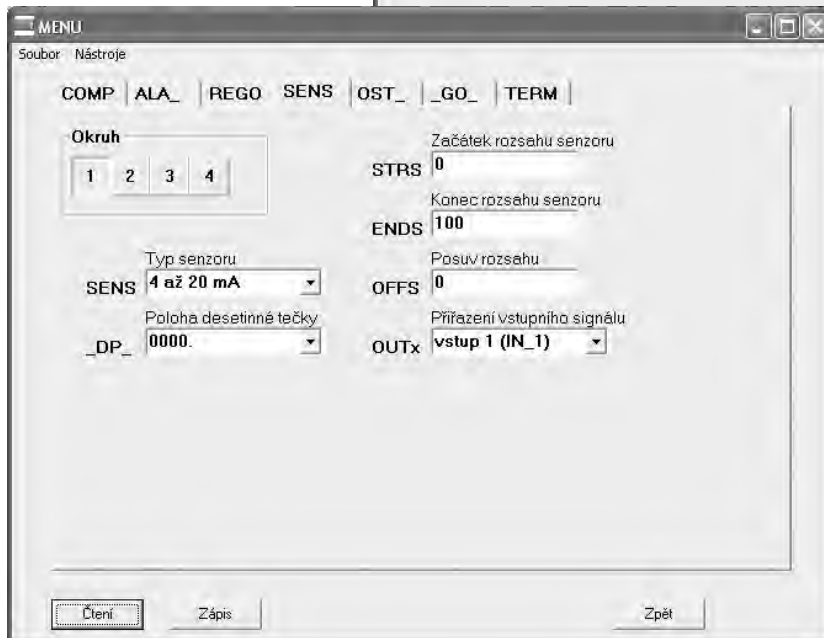 MENU
Soubor Nástroje
COMP ALA_ REGO SENS OST_ _GO_ TERM
Okruh
1 2 3 4
Typ senzoru
SENS 4 až 20 mA
Poloha desetinné tečky
_DP_ 0000.
Začátek rozsahu senzoru
STRS 0
Konec rozsahu senzoru
ENDS 100
Posuv rozsahu
OFFS 0
Přiřazení vstupního signálu
OUTx vstup 1 (IN_1)
Čtení Zápis Zpět